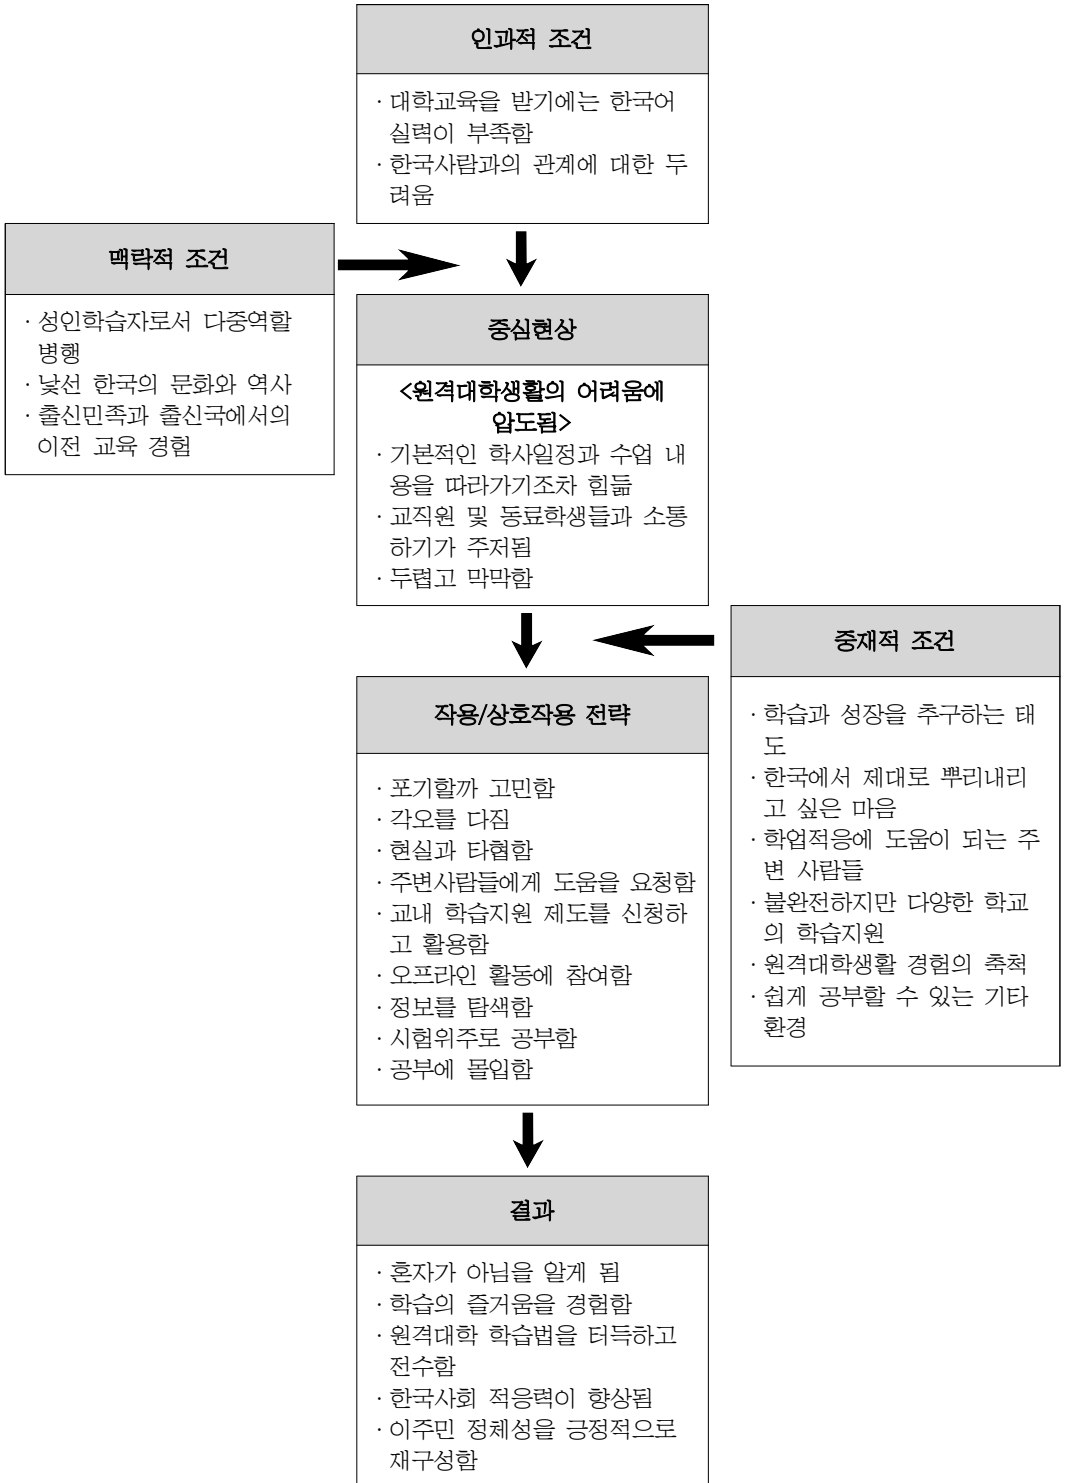 인과적 조건
· 대학교육을 받기에는 한국어
실력이 부족함
· 한국사람과의 관계에 대한 두
려움
맥락적 조건
· 성인학습자로서 다중역할
병행
· 낯선 한국의 문화와 역사
· 출신민족과 출신국에서의
이전 교육 경험
중심현상
<원격대학생활의 어려움에
압도됨>
· 기본적인 학사일정과 수업 내
용을 따라가기조차 힘듦
· 교직원 및 동료학생들과 소통
하기가 주저됨
· 두렵고 막막함
중재적 조건
· 학습과 성장을 추구하는 태
도
· 한국에서 제대로 뿌리내리
고 싶은 마음
· 학업적응에 도움이 되는 주
변 사람들
· 불완전하지만 다양한 학교
의 학습지원
· 원격대학생활 경험의 축척
· 쉽게 공부할 수 있는 기타
환경
작용/상호작용 전략
· 포기할까 고민함
· 각오를 다짐
· 현실과 타협함
· 주변사람들에게 도움을 요청함
· 교내 학습지원 제도를 신청하
고 활용함
· 오프라인 활동에 참여함
· 정보를 탐색함
· 시험위주로 공부함
· 공부에 몰입함
결과
· 혼자가 아님을 알게 됨
· 학습의 즐거움을 경험함
· 원격대학 학습법을 터득하고
전수함
· 한국사회 적응력이 향상됨
· 이주민 정체성을 긍정적으로
재구성함